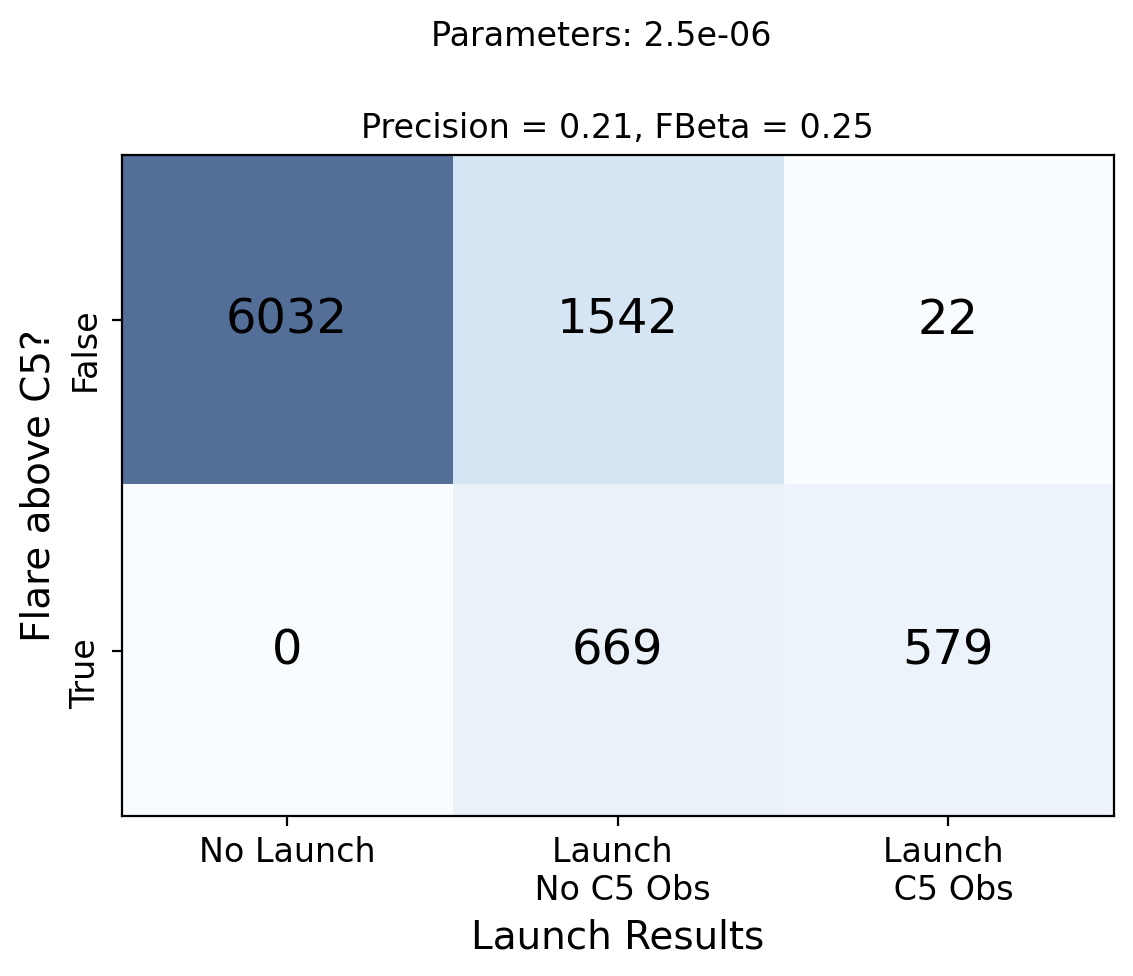 Parameters: 2.5e-06
Precision = 0.21, FBeta = 0.25
Flare above C5?
False
6032
1542
22
True
0
669
579
No Launch
Launch
No C5 Obs
Launch
C5 Obs
Launch Results